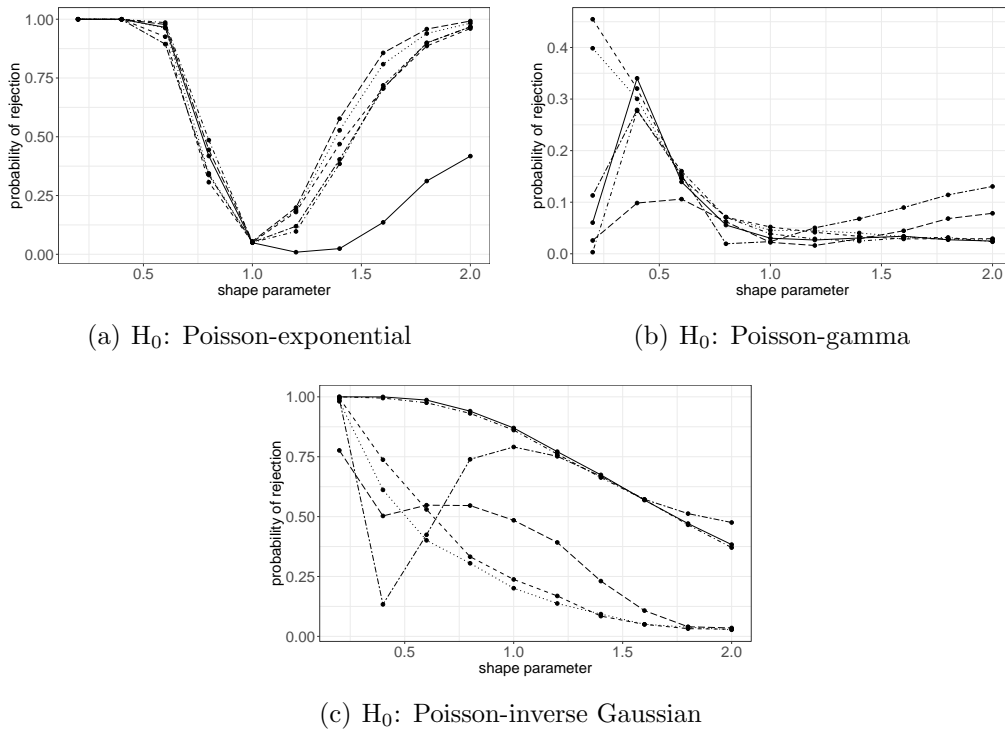 1.00
0.75
0.50
0.25
0.00
probability of rejection
0.5 1.0 1.5 2.0
shape parameter
(a) H₀: Poisson-exponential
0.4
0.3
0.2
0.1
0.0
probability of rejection
0.5 1.0 1.5 2.0
shape parameter
(b) H₀: Poisson-gamma
1.00
0.75
0.50
0.25
0.00
probability of rejection
0.5 1.0 1.5 2.0
shape parameter
(c) H₀: Poisson-inverse Gaussian